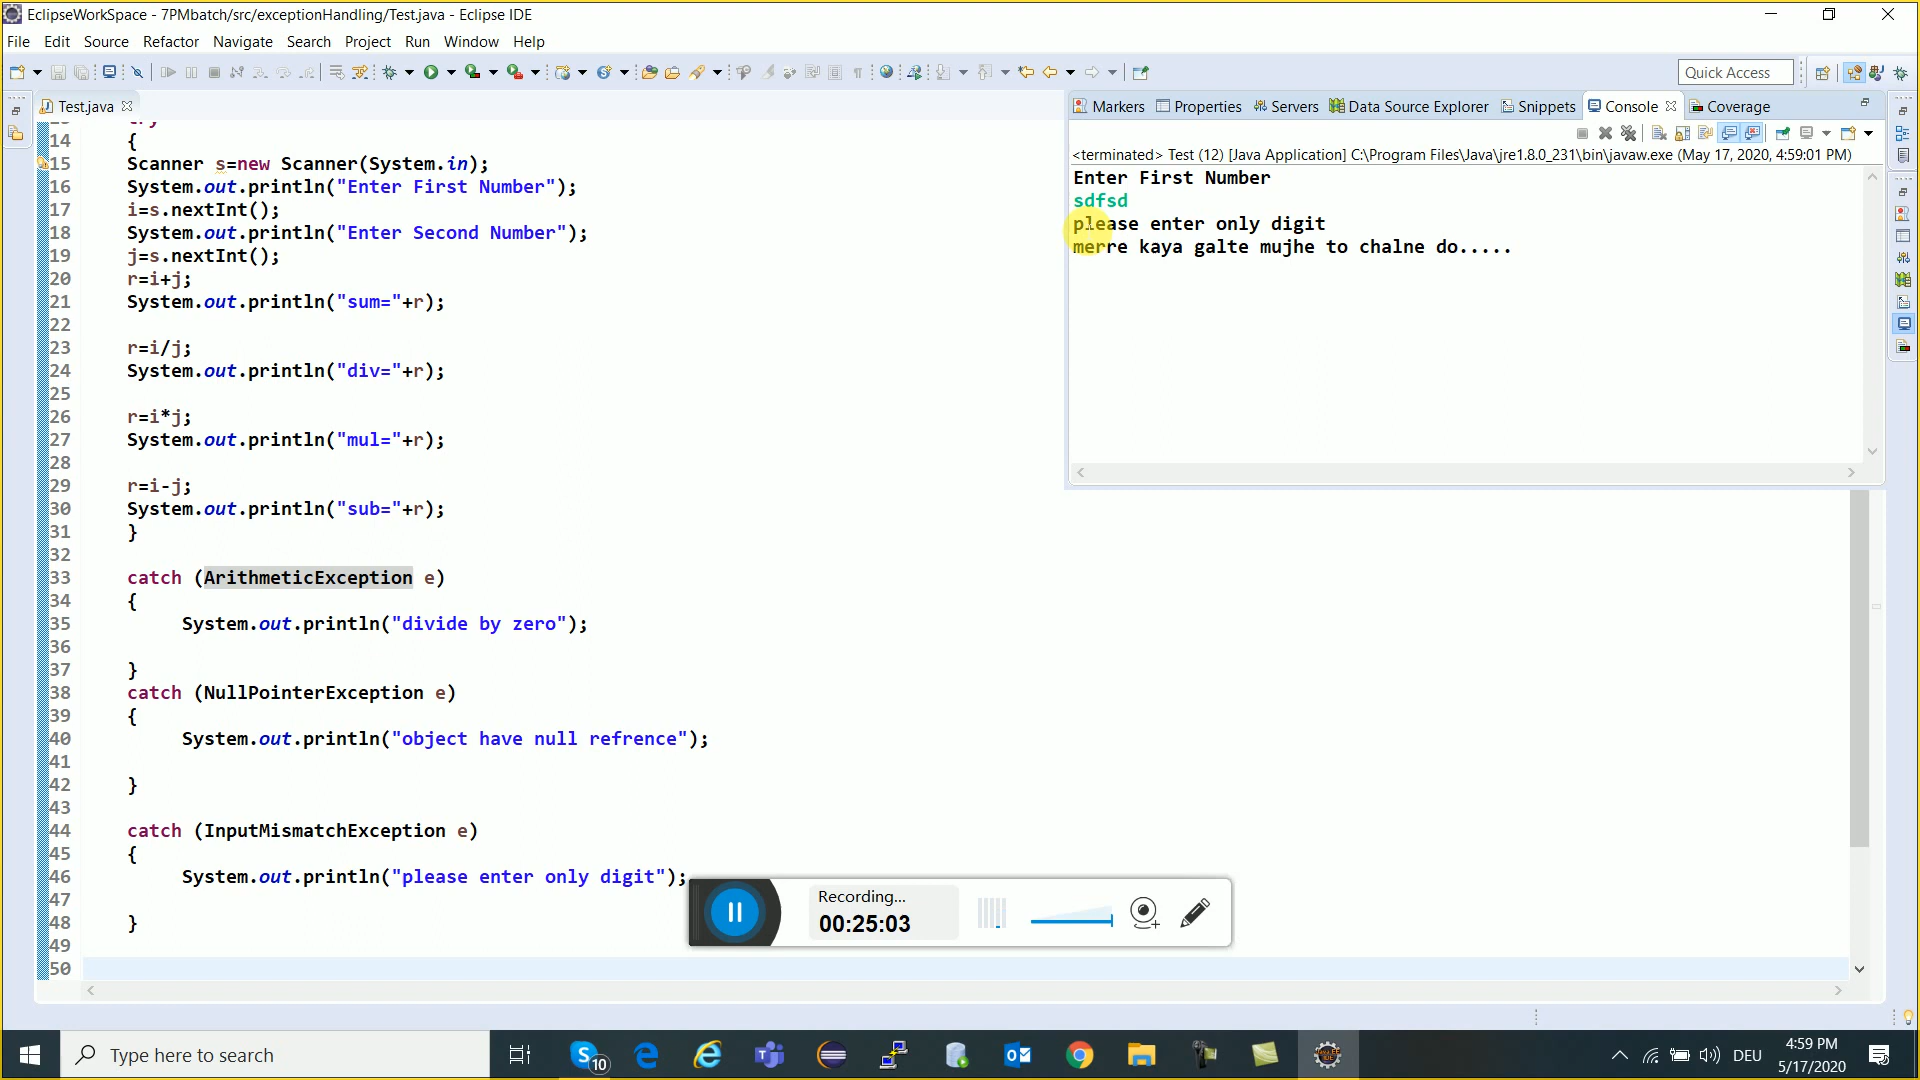 EclipseWorkSpace - 7PMbatch/src/exceptionHandling/Test.java - Eclipse IDE
File Edit Source Refactor Navigate Search Project Run Window Help
Quick Access
Test.java
Markers Properties Servers Data Source Explorer Snippets Console Coverage
<terminated> Test (12) [Java Application] C:\Program Files\Java\jre1.8.0_231\bin\javaw.exe (May 17, 2020, 4:59:01 PM)
Enter First Number
sdfsd
please enter only digit
merre kaya galte mujhe to chalne do.....
14 {
15 Scanner s=new Scanner(System.in);
16 System.out.println("Enter First Number");
17 i=s.nextInt();
18 System.out.println("Enter Second Number");
19 j=s.nextInt();
20 r=i+j;
21 System.out.println("sum="+r);
22
23 r=i/j;
24 System.out.println("div="+r);
25
26 r=i*j;
27 System.out.println("mul="+r);
28
29 r=i-j;
30 System.out.println("sub="+r);
31 }
32
33 catch (ArithmeticException e)
34 {
35 System.out.println("divide by zero");
36
37 }
38 catch (NullPointerException e)
39 {
40 System.out.println("object have null refrence");
41
42 }
43
44 catch (InputMismatchException e)
45 {
46 System.out.println("please enter only digit");
47
48 }
49
50
Recording...
00:25:03
Type here to search
10
DEU
4:59 PM
5/17/2020